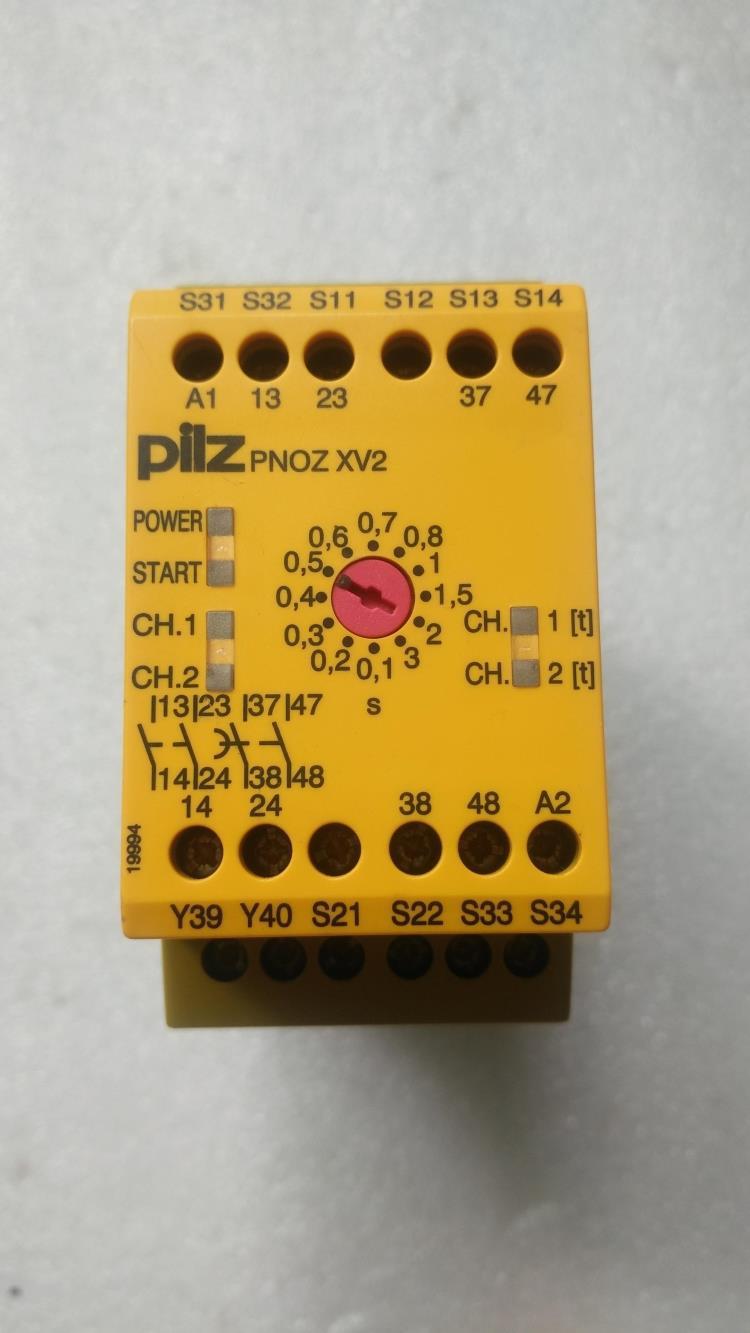 S31 S32 S11 S12 S13 S14
A1 13 23 37 47
pilz PNOZ XV2
POWER
START
CH.1
CH.2
0,1 0,2 0,3 0,4 0,5 0,6 0,7 0,8 1 1,5 2 3
s
CH. 1 [t]
CH. 2 [t]
13 23 37 47
14 24 38 48
14 24 38 48 A2
19994
Y39 Y40 S21 S22 S33 S34